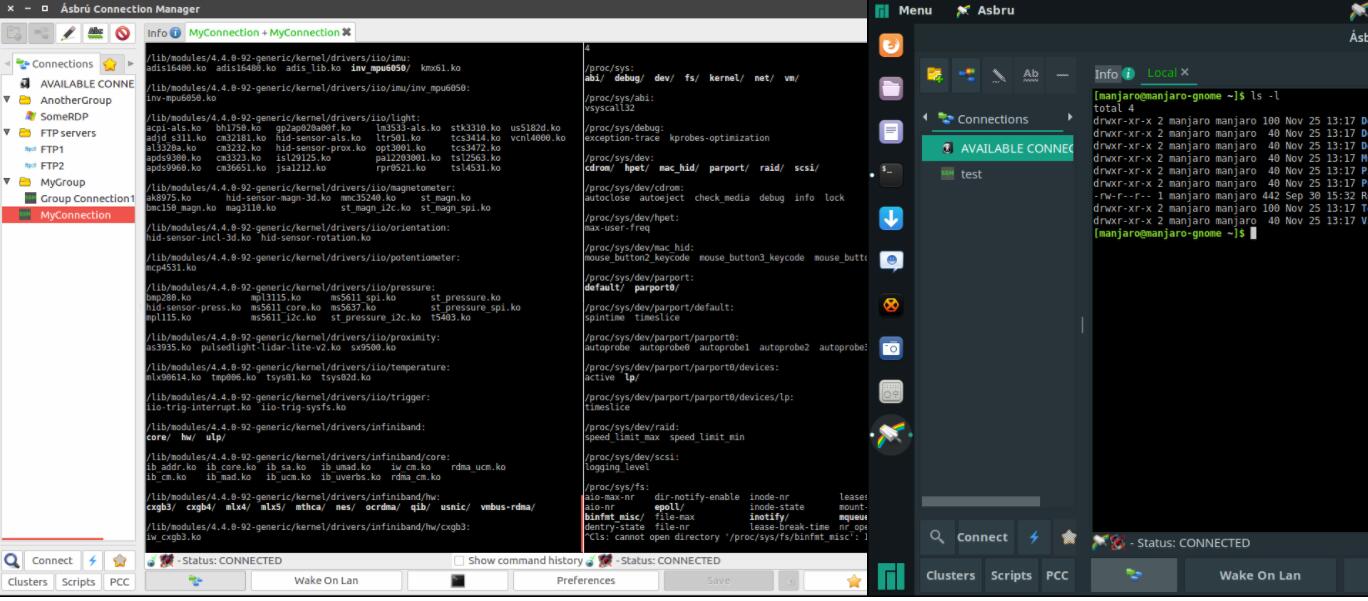 Ásbrú Connection Manager
Info
MyConnection + MyConnection
Connections
AVAILABLE CONNE
AnotherGroup
SomeRDP
FTP servers
FTP1
FTP2
MyGroup
Group Connection1
MyConnection
Connect
Clusters
Scripts
PCC
/lib/modules/4.4.0-92-generic/kernel/drivers/iio/imu:
adis16400.ko adis16480.ko adis_lib.ko inv_mpu6050/ kmx61.ko
/lib/modules/4.4.0-92-generic/kernel/drivers/iio/imu/inv_mpu6050:
inv-mpu6050.ko
/lib/modules/4.4.0-92-generic/kernel/drivers/iio/light:
acpi-als.ko bh1750.ko gp2ap020a00f.ko lm3533-als.ko stk3310.ko us5182d.ko
adjd_s311.ko cm32181.ko hid-sensor-als.ko ltr501.ko tcs3414.ko vcnl4000.ko
al3320a.ko cm3232.ko hid-sensor-prox.ko opt3001.ko tcs3472.ko
apds9300.ko cm3323.ko isl29125.ko pa12203001.ko tsl2563.ko
apds9960.ko cm36651.ko jsa1212.ko rpr0521.ko tsl4531.ko
/lib/modules/4.4.0-92-generic/kernel/drivers/iio/magnetometer:
ak8975.ko hid-sensor-magn-3d.ko mmc35240.ko st_magn.ko
bmc150_magn.ko mag3110.ko st_magn_i2c.ko st_magn_spi.ko
/lib/modules/4.4.0-92-generic/kernel/drivers/iio/orientation:
hid-sensor-incl-3d.ko hid-sensor-rotation.ko
/lib/modules/4.4.0-92-generic/kernel/drivers/iio/potentiometer:
mcp4531.ko
/lib/modules/4.4.0-92-generic/kernel/drivers/iio/pressure:
bmp280.ko mpl3115.ko ms5611_spi.ko st_pressure.ko
hid-sensor-press.ko ms5611_core.ko ms5637.ko st_pressure_spi.ko
mpl115.ko ms5611_i2c.ko st_pressure_i2c.ko t5403.ko
/lib/modules/4.4.0-92-generic/kernel/drivers/iio/proximity:
as3935.ko pulsedlight-lidar-lite-v2.ko sx9500.ko
/lib/modules/4.4.0-92-generic/kernel/drivers/iio/temperature:
mlx90614.ko tmp006.ko tsys01.ko tsys02d.ko
/lib/modules/4.4.0-92-generic/kernel/drivers/iio/trigger:
iio-trig-interrupt.ko iio-trig-sysfs.ko
/lib/modules/4.4.0-92-generic/kernel/drivers/infiniband:
core/ hw/ ulp/
/lib/modules/4.4.0-92-generic/kernel/drivers/infiniband/core:
ib_addr.ko ib_core.ko ib_sa.ko ib_umad.ko iw_cm.ko rdma_ucm.ko
ib_cm.ko ib_mad.ko ib_ucm.ko ib_uverbs.ko rdma_cm.ko
/lib/modules/4.4.0-92-generic/kernel/drivers/infiniband/hw:
cxgb3/ cxgb4/ mlx4/ mlx5/ mthca/ nes/ ocrdma/ qib/ usnic/ vmbus-rdma/
/lib/modules/4.4.0-92-generic/kernel/drivers/infiniband/hw/cxgb3:
iw_cxgb3.ko
- Status: CONNECTED
Show command history
4
/proc/sys:
abi/ debug/ dev/ fs/ kernel/ net/ vm/
/proc/sys/abi:
vsyscall32
/proc/sys/debug:
exception-trace kprobes-optimization
/proc/sys/dev:
cdrom/ hpet/ mac_hid/ parport/ raid/ scsi/
/proc/sys/dev/cdrom:
autoclose autoeject check_media debug info lock
/proc/sys/dev/hpet:
max-user-freq
/proc/sys/dev/mac_hid:
mouse_button2_keycode mouse_button3_keycode mouse_butto
/proc/sys/dev/parport:
default/ parport0/
/proc/sys/dev/parport/default:
spintime timeslice
/proc/sys/dev/parport/parport0:
autoprobe autoprobe0 autoprobe1 autoprobe2 autoprobe3
/proc/sys/dev/parport/parport0/devices:
active lp/
/proc/sys/dev/parport/parport0/devices/lp:
timeslice
/proc/sys/dev/raid:
speed_limit_max speed_limit_min
/proc/sys/dev/scsi:
logging_level
/proc/sys/fs:
aio-max-nr dir-notify-enable inode-nr leases
aio-nr epoll/ inode-state mount-
binfmt_misc/ file-max inotify/ mqueue
dentry-state file-nr lease-break-time nr_ope
^Cls: cannot open directory '/proc/sys/fs/binfmt_misc':
- Status: CONNECTED
Wake On Lan
Preferences
Save
Menu
Asbru
Ásb
Ab
Connections
AVAILABLE CONNEC
test
Connect
Clusters
Scripts
PCC
Info
Local
[manjaro@manjaro-gnome ~]$ ls -l
total 4
drwxr-xr-x 2 manjaro manjaro 100 Nov 25 13:17 D
drwxr-xr-x 2 manjaro manjaro 40 Nov 25 13:17 D
drwxr-xr-x 2 manjaro manjaro 40 Nov 25 13:17 D
drwxr-xr-x 2 manjaro manjaro 40 Nov 25 13:17 M
drwxr-xr-x 2 manjaro manjaro 40 Nov 25 13:17 P
drwxr-xr-x 2 manjaro manjaro 40 Nov 25 13:17 P
-rw-r--r-- 1 manjaro manjaro 442 Sep 30 15:32 R
drwxr-xr-x 2 manjaro manjaro 100 Nov 25 13:17 T
drwxr-xr-x 2 manjaro manjaro 40 Nov 25 13:17 V
[manjaro@manjaro-gnome ~]$
- Status: CONNECTED
Wake On Lan